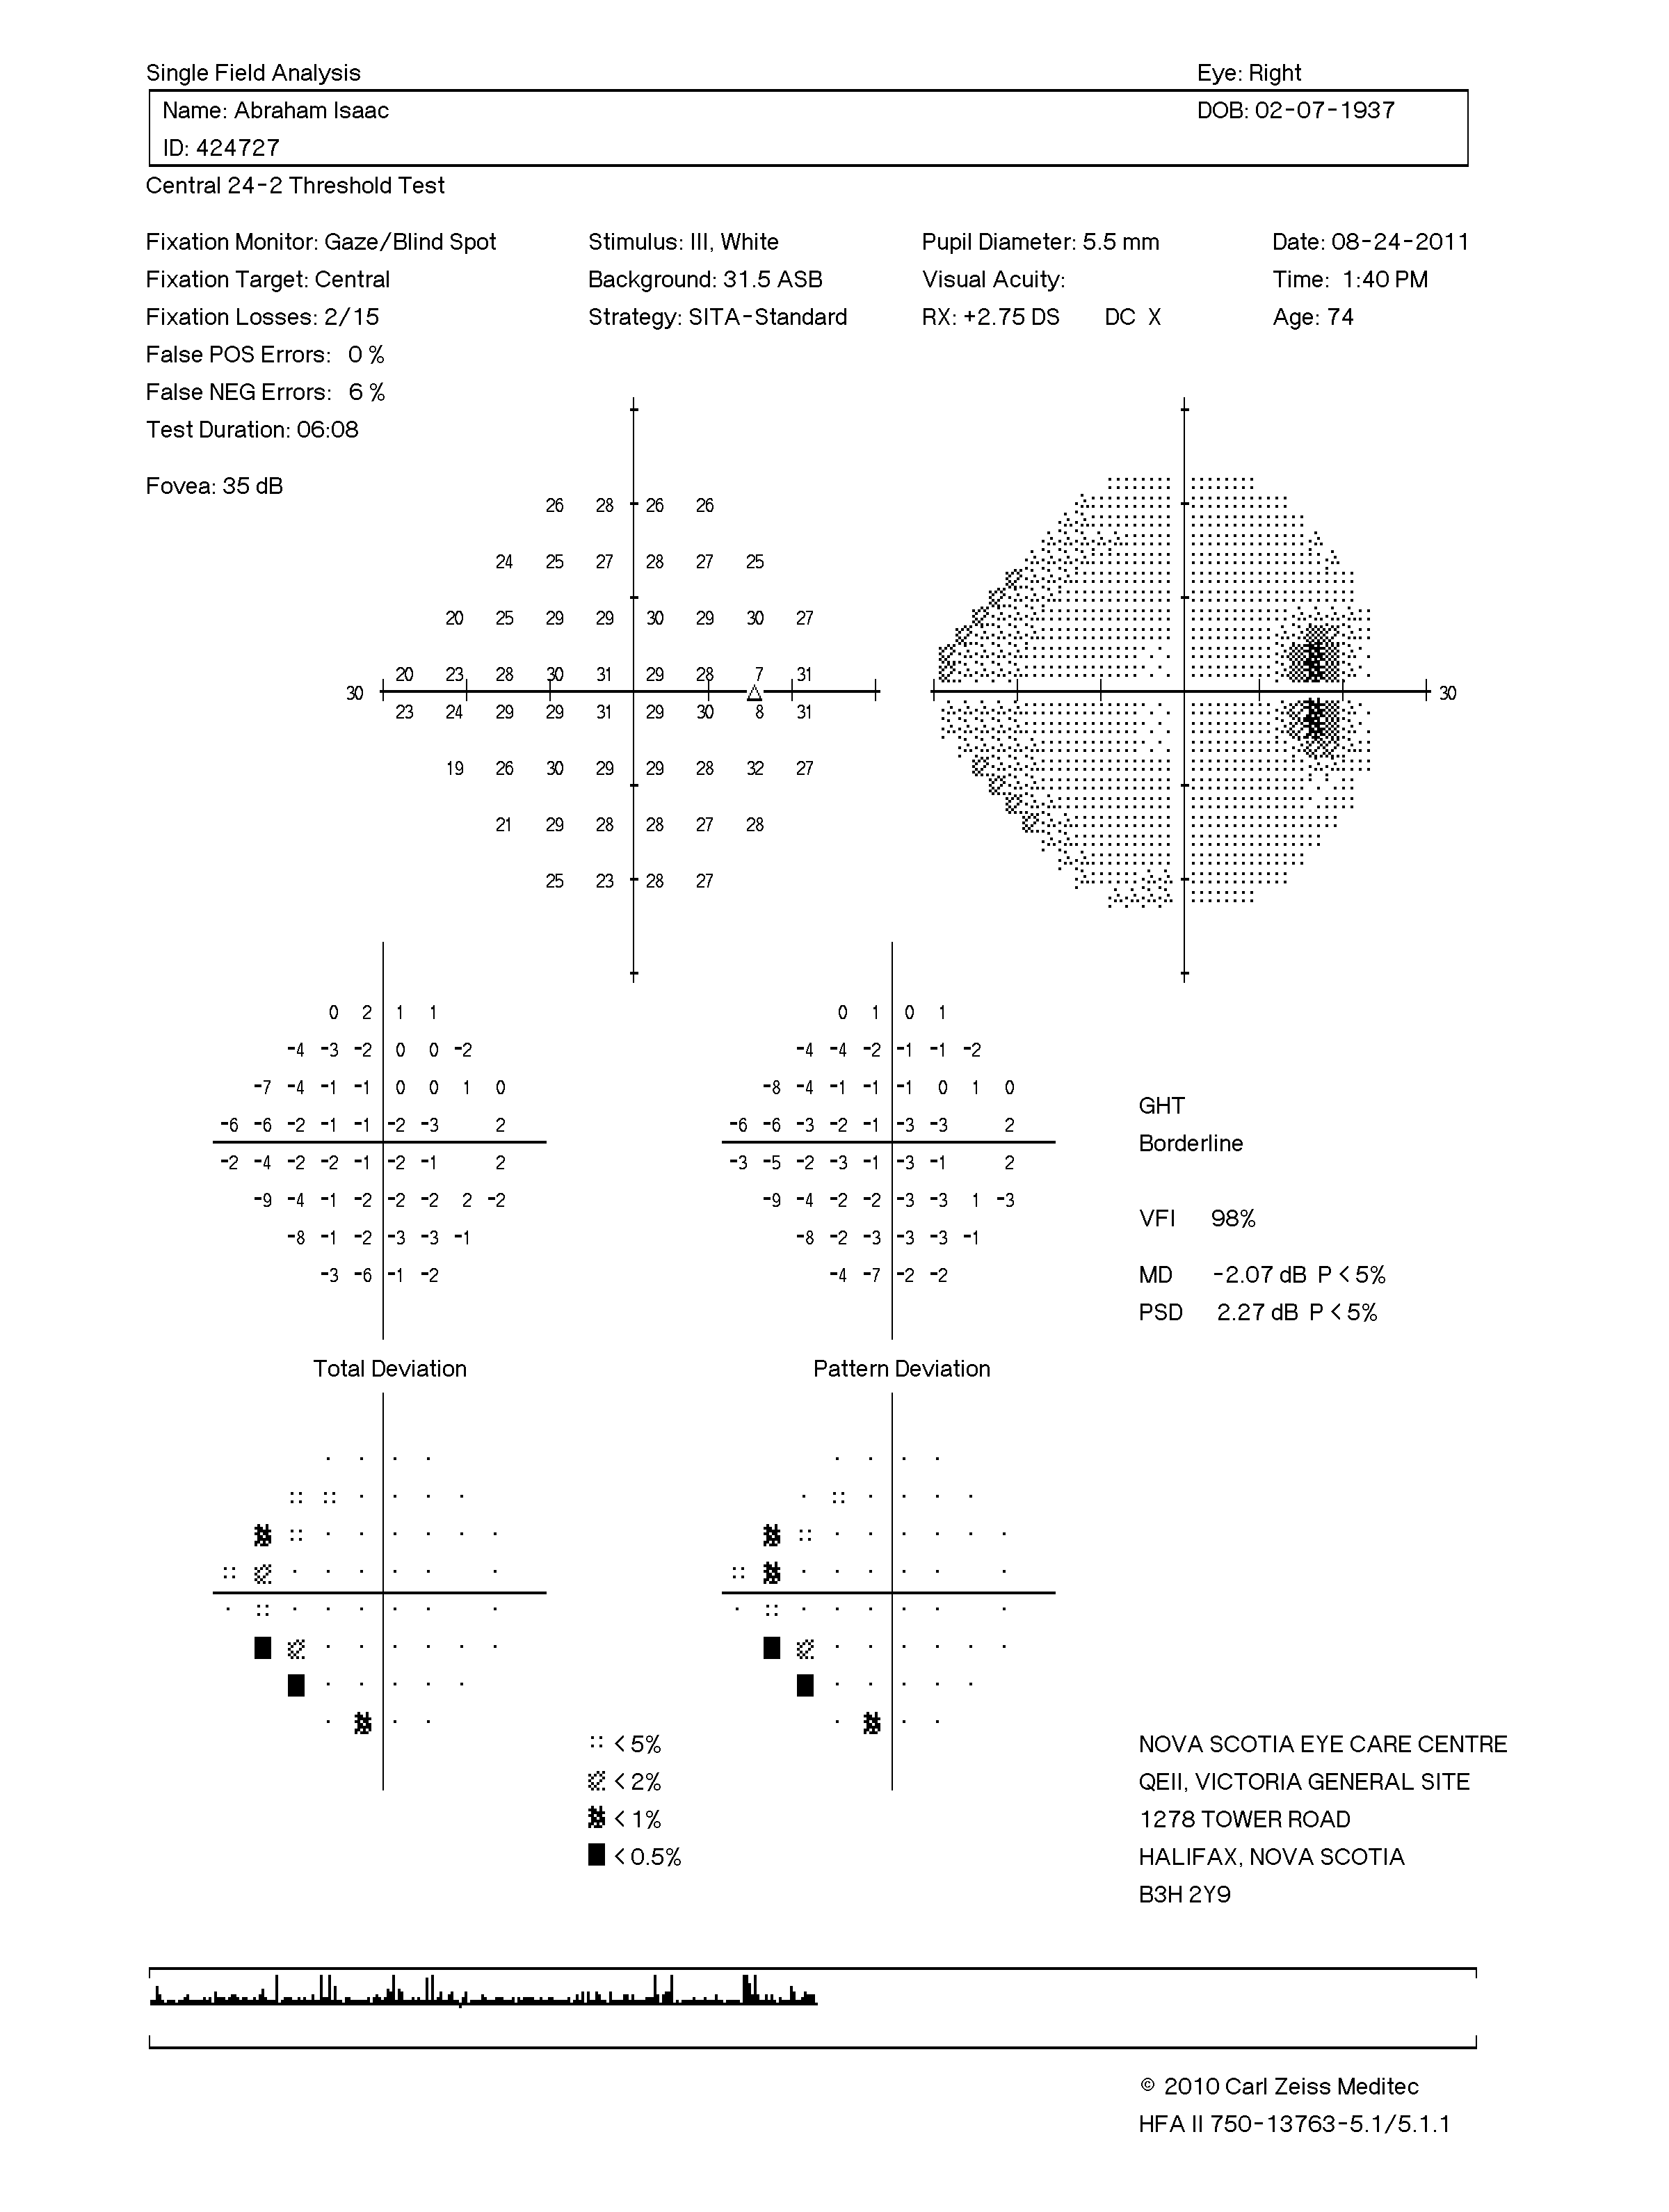 Single Field Analysis Eye: Right
Name: Abraham Isaac DOB: 02-07-1937
ID: 424727
Central 24-2 Threshold Test
Fixation Monitor: Gaze/Blind Spot Stimulus: III, White Pupil Diameter: 5.5 mm Date: 08-24-2011
Fixation Target: Central Background: 31.5 ASB Visual Acuity: Time: 1:40 PM
Fixation Losses: 2/15 Strategy: SITA-Standard RX: +2.75 DS DC X Age: 74
False POS Errors: 0 %
False NEG Errors: 6 %
Test Duration: 06:08
Fovea: 35 dB
26 28 26 26
24 25 27 28 27 25
20 25 29 29 30 29 30 27
20 23 28 30 31 29 28 7 31
30 30
23 24 29 29 31 29 30 8 31
19 26 30 29 29 28 32 27
21 29 28 28 27 28
25 23 28 27
0 2 1 1 0 1 0 1
-4 -3 -2 0 0 -2 -4 -4 -2 -1 -1 -2
-7 -4 -1 -1 0 0 1 0 -8 -4 -1 -1 -1 0 1 0
-6 -6 -2 -1 -1 -2 -3 2 -6 -6 -3 -2 -1 -3 -3 2
-2 -4 -2 -2 -1 -2 -1 2 -3 -5 -2 -3 -1 -3 -1 2
-9 -4 -1 -2 -2 -2 2 -2 -9 -4 -2 -2 -3 -3 1 -3
-8 -1 -2 -3 -3 -1 -8 -2 -3 -3 -3 -1
-3 -6 -1 -2 -4 -7 -2 -2
GHT
Borderline
VFI 98%
MD -2.07 dB P < 5%
PSD 2.27 dB P < 5%
Total Deviation Pattern Deviation
< 5%
< 2%
< 1%
< 0.5%
NOVA SCOTIA EYE CARE CENTRE
QEII, VICTORIA GENERAL SITE
1278 TOWER ROAD
HALIFAX, NOVA SCOTIA
B3H 2Y9
© 2010 Carl Zeiss Meditec
HFA II 750-13763-5.1/5.1.1